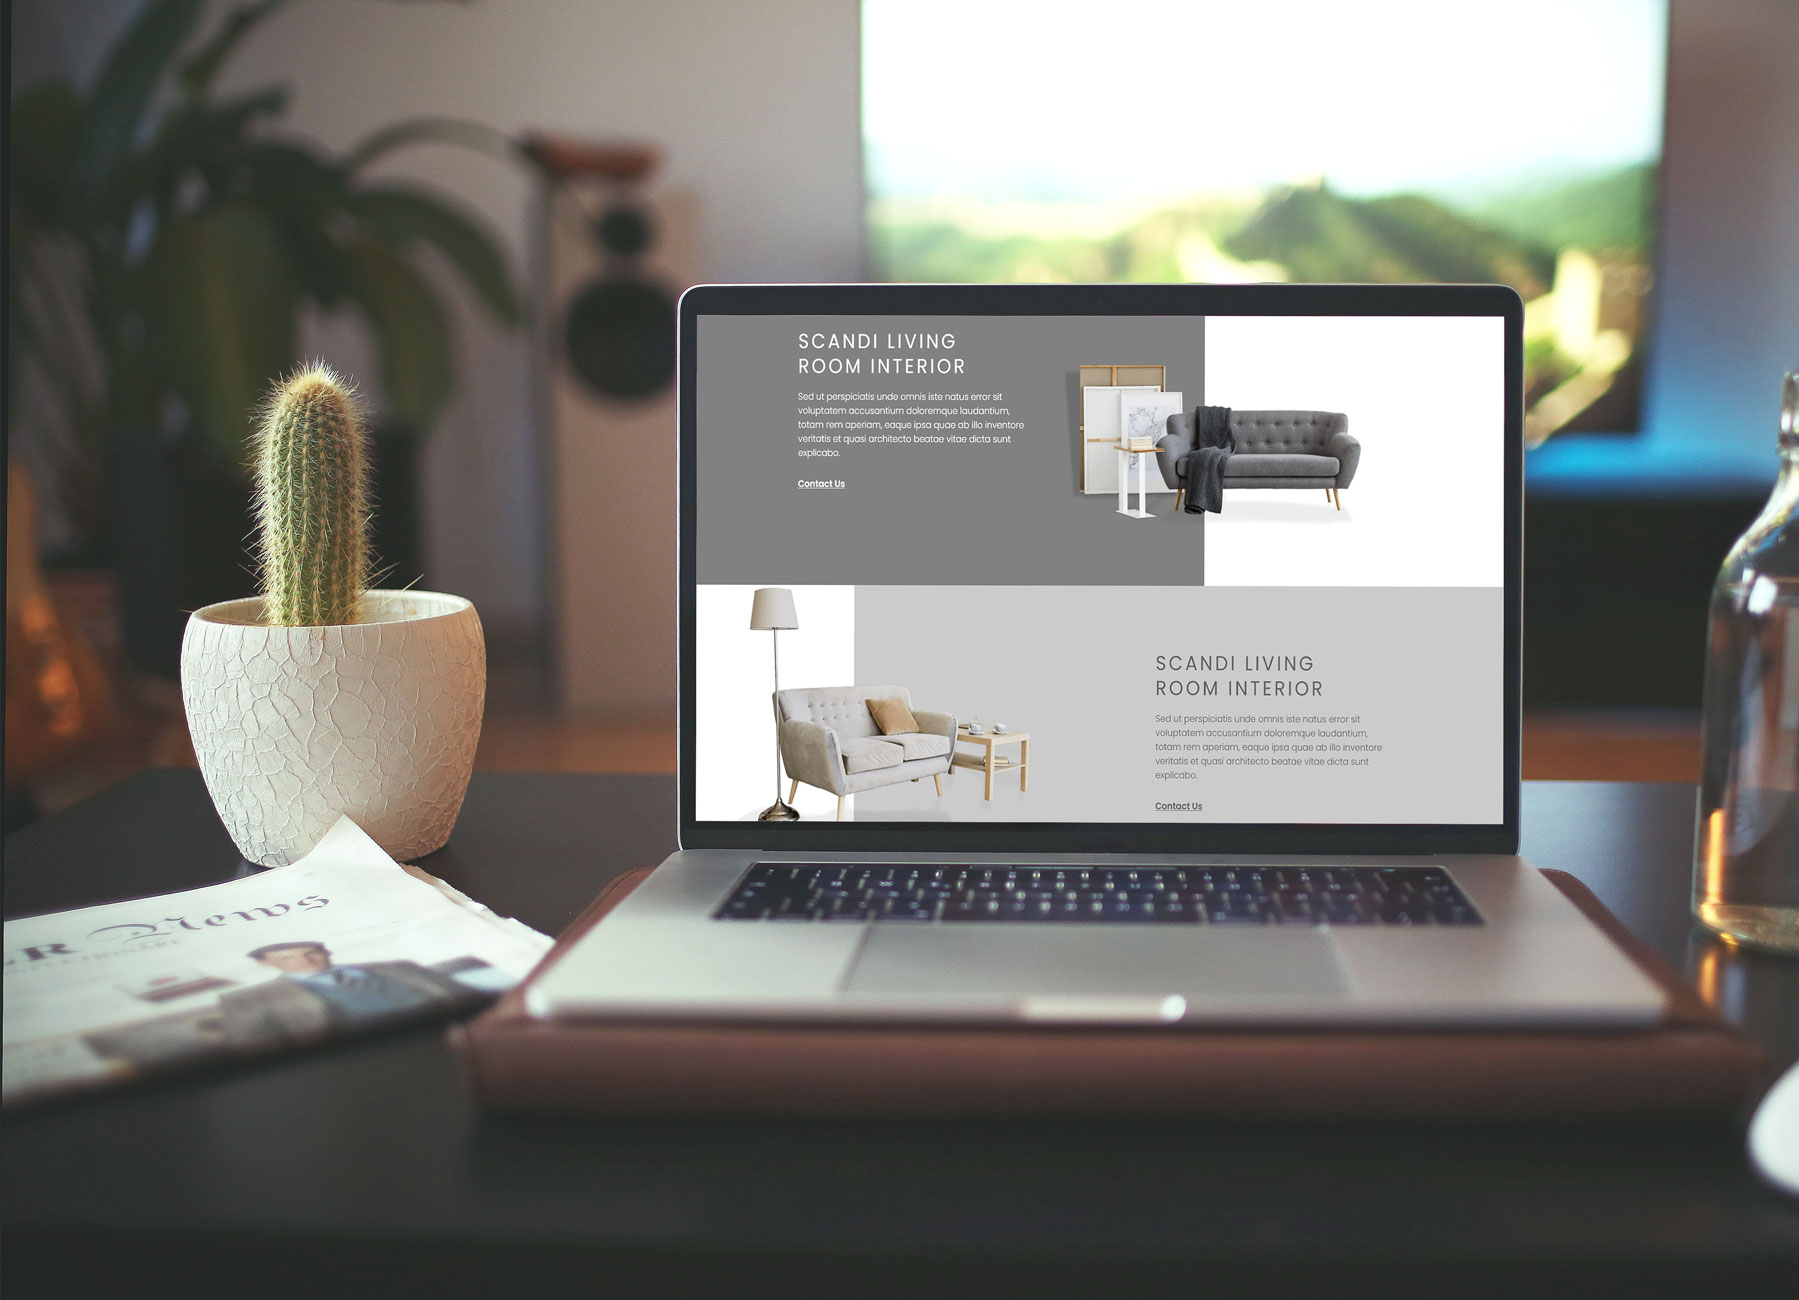 SCANDI LIVING
ROOM INTERIOR
Sed ut perspiciatis unde omnis iste natus error sit
voluptatem accusantium doloremque laudantium,
totam rem aperiam, eaque ipsa quae ab illo inventore
veritatis et quasi architecto beatae vitae dicta sunt
explicabo.
Contact Us
SCANDI LIVING
ROOM INTERIOR
Sed ut perspiciatis unde omnis iste natus error sit
voluptatem accusantium doloremque laudantium,
totam rem aperiam, eaque ipsa quae ab illo inventore
veritatis et quasi architecto beatae vitae dicta sunt
explicabo.
Contact Us
News